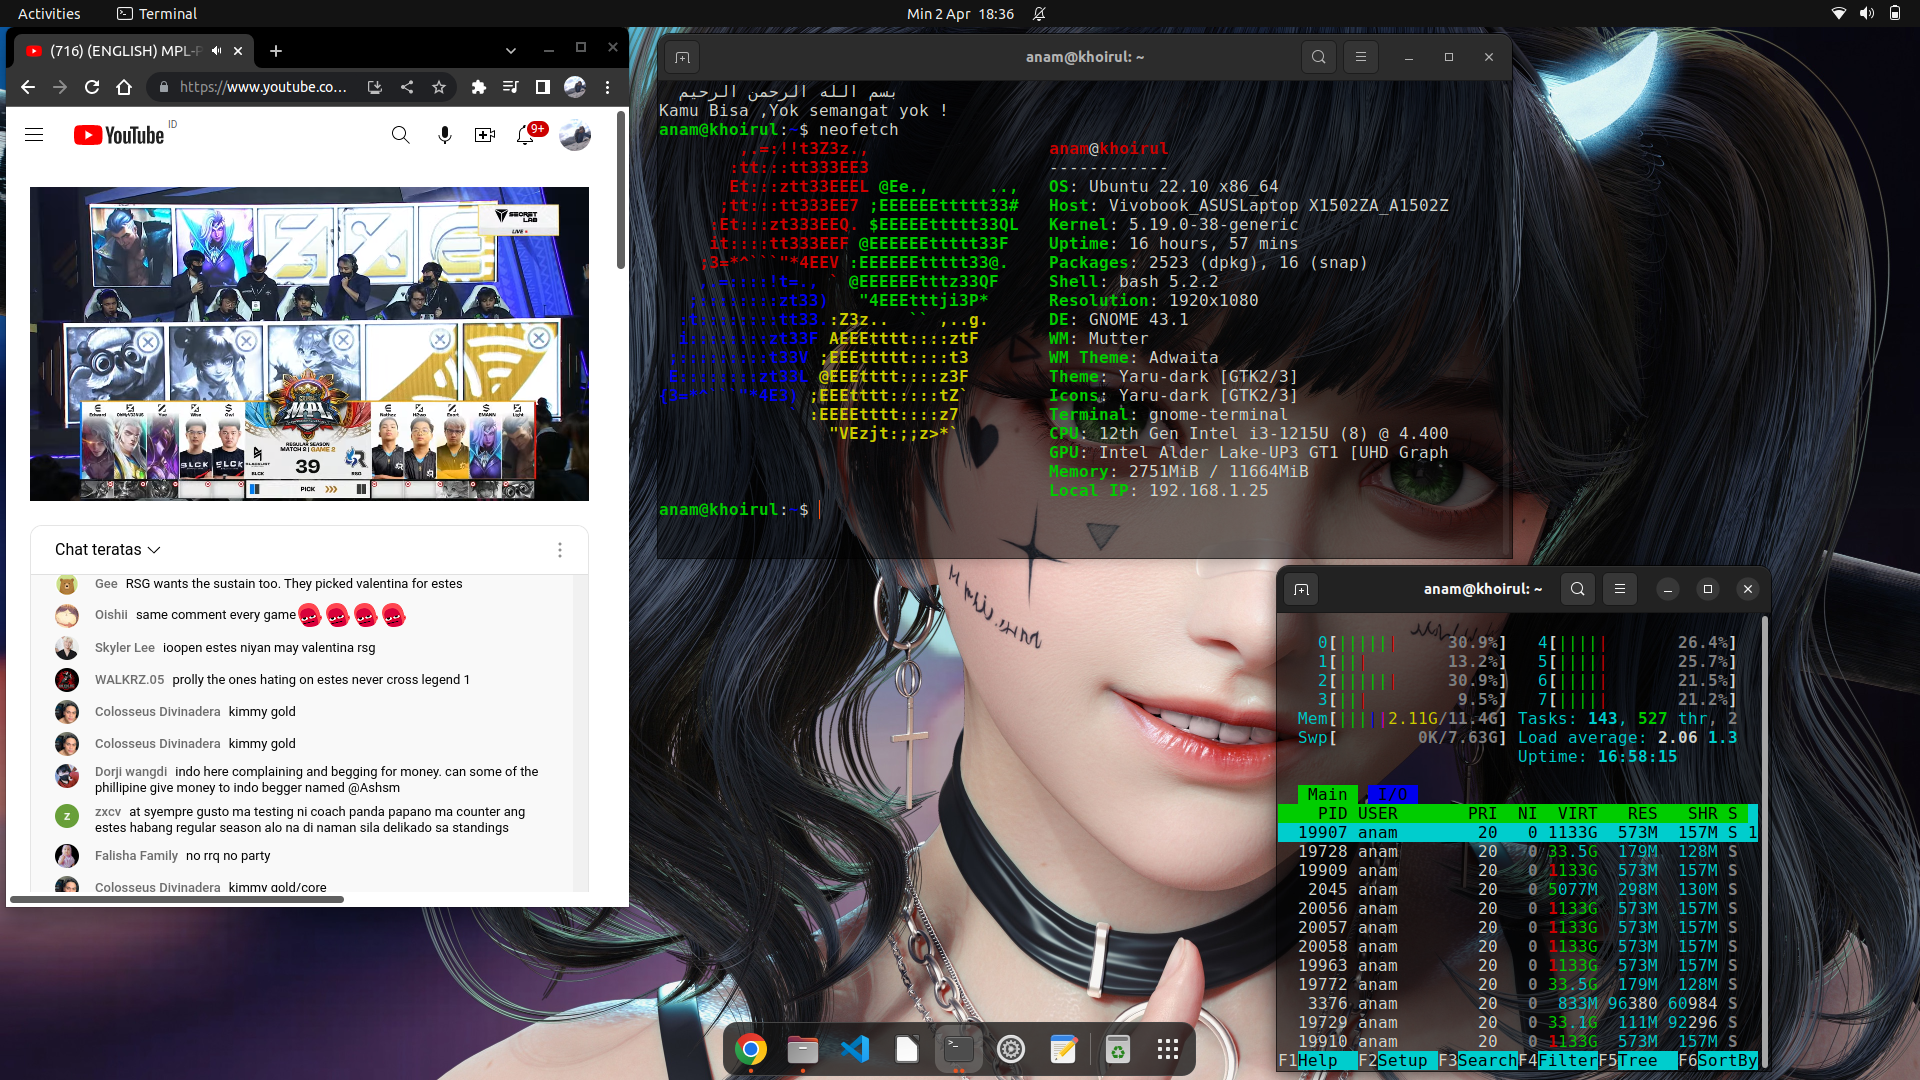 Activities
Terminal
Min 2 Apr 18:36
(716) (ENGLISH) MPL-P
https://www.youtube.co...
YouTube
ID
9+
SECRET LAB
LIVE
REGULAR SEASON
MATCH 2 | GAME 2
39
BLCK
RSG
PICK
Chat teratas
Gee RSG wants the sustain too. They picked valentina for estes
Oishii same comment every game
Skyler Lee ioopen estes niyan may valentina rsg
WALKRZ.05 prolly the ones hating on estes never cross legend 1
Colosseus Divinadera kimmy gold
Colosseus Divinadera kimmy gold
Dorji wangdi indo here complaining and begging for money. can some of the
phillipine give money to indo begger named @Ashsm
z
zxcv at syempre gusto ma testing ni coach panda papano ma counter ang
estes habang regular season alo na di naman sila delikado sa standings
Falisha Family no rrq no party
Colosseus Divinadera kimmy gold/core
anam@khoirul: ~
بسم الله الرحمن الرحيم
Kamu Bisa ,Yok semangat yok !
anam@khoirul:~$ neofetch
anam@khoirul
------------
OS: Ubuntu 22.10 x86_64
Host: Vivobook_ASUSLaptop X1502ZA_A1502Z
Kernel: 5.19.0-38-generic
Uptime: 16 hours, 57 mins
Packages: 2523 (dpkg), 16 (snap)
Shell: bash 5.2.2
Resolution: 1920x1080
DE: GNOME 43.1
WM: Mutter
WM Theme: Adwaita
Theme: Yaru-dark [GTK2/3]
Icons: Yaru-dark [GTK2/3]
Terminal: gnome-terminal
CPU: 12th Gen Intel i3-1215U (8) @ 4.400
GPU: Intel Alder Lake-UP3 GT1 [UHD Graph
Memory: 2751MiB / 11664MiB
Local IP: 192.168.1.25
anam@khoirul:~$
anam@khoirul: ~
0[||||||30.9%] 4[|||||26.4%]
1[|||13.2%] 5[|||||25.7%]
2[||||||30.9%] 6[|||||21.5%]
3[|||9.5%] 7[|||||21.2%]
Mem[|||||2.11G/11.4G] Tasks: 143, 527 thr, 2
Swp[0K/7.63G] Load average: 2.06 1.3
Uptime: 16:58:15
Main I/O
PID USER PRI NI VIRT RES SHR S
19907 anam 20 0 1133G 573M 157M S 1
19728 anam 20 0 33.5G 179M 128M S
19909 anam 20 0 1133G 573M 157M S
2045 anam 20 0 5077M 298M 130M S
20056 anam 20 0 1133G 573M 157M S
20057 anam 20 0 1133G 573M 157M S
20058 anam 20 0 1133G 573M 157M S
19963 anam 20 0 1133G 573M 157M S
19772 anam 20 0 33.5G 179M 128M S
3376 anam 20 0 833M 96380 60984 S
19729 anam 20 0 33.1G 111M 92296 S
19910 anam 20 0 1133G 573M 157M S
F1Help F2Setup F3SearchF4FilterF5Tree F6SortBy